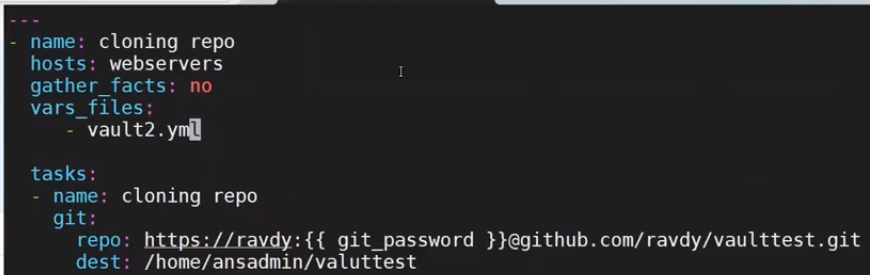 ---
- name: cloning repo
  hosts: webservers
  gather_facts: no
  vars_files:
     - vault2.yml

  tasks:
  - name: cloning repo
    git:
      repo: https://ravdy:{{ git_password }}@github.com/ravdy/vaulttest.git
      dest: /home/ansadmin/valuttest